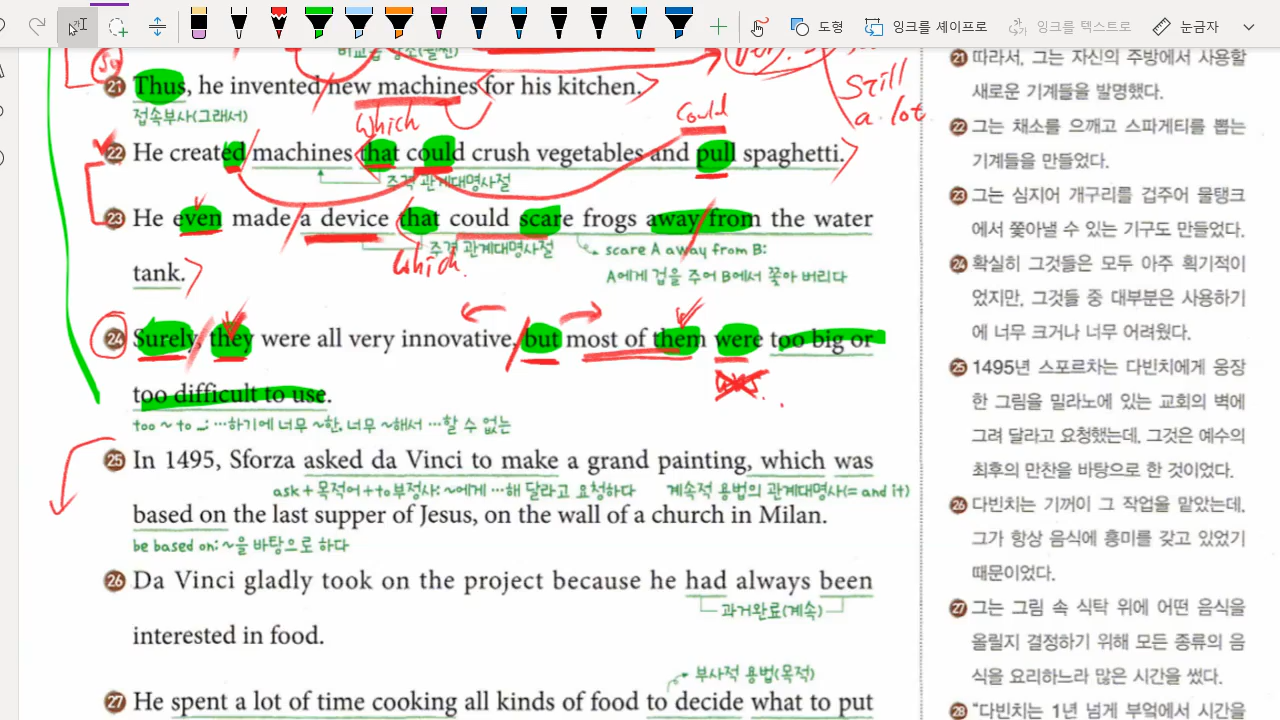 도형
잉크를 셰이프로
잉크를 텍스트로
눈금자
So
21 Thus, he invented new machines for his kitchen.
접속부사(그래서)
Which
could
Still
a lot
22 He created machines that could crush vegetables and pull spaghetti.
주격 관계대명사절
23 He even made a device that could scare frogs away from the water
주격 관계대명사절
scare A away from B:
which
tank.
A에게 겁을 주어 B에서 쫓아 버리다
24 Surely, they were all very innovative, but most of them were too big or
too difficult to use.
too ~ to _: …하기에 너무 ~한, 너무 ~해서 …할 수 없는
25 In 1495, Sforza asked da Vinci to make a grand painting, which was
ask + 목적어 + to부정사: ~에게 …해 달라고 요청하다
계속적 용법의 관계대명사(= and it)
based on the last supper of Jesus, on the wall of a church in Milan.
be based on: ~을 바탕으로 하다
26 Da Vinci gladly took on the project because he had always been
과거완료(계속)
interested in food.
부사적 용법(목적)
27 He spent a lot of time cooking all kinds of food to decide what to put
21 따라서, 그는 자신의 주방에서 사용할
새로운 기계들을 발명했다.
22 그는 채소를 으깨고 스파게티를 뽑는
기계들을 만들었다.
23 그는 심지어 개구리를 겁주어 물탱크
에서 쫓아낼 수 있는 기구도 만들었다.
24 확실히 그것들은 모두 아주 획기적이
었지만, 그것들 중 대부분은 사용하기
에 너무 크거나 너무 어려웠다.
25 1495년 스포르차는 다빈치에게 웅장
한 그림을 밀라노에 있는 교회의 벽에
그려 달라고 요청했는데, 그것은 예수의
최후의 만찬을 바탕으로 한 것이었다.
26 다빈치는 기꺼이 그 작업을 맡았는데,
그가 항상 음식에 흥미를 갖고 있었기
때문이었다.
27 그는 그림 속 식탁 위에 어떤 음식을
올릴지 결정하기 위해 모든 종류의 음
식을 요리하느라 많은 시간을 썼다.
28 “다빈치는 1년 넘게 부엌에서 시간을